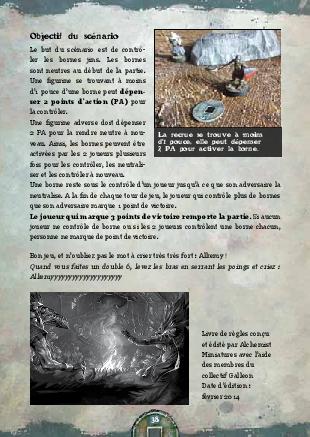 Objectif du scénario
Le but du scénario est de contrô-
ler les bornes jins. Les bornes
sont neutres au début de la partie.
Une figurine se trouvant à moins
d'1 pouce d'une borne peut dépen-
ser 2 points d'action (PA) pour
la contrôler.
Une figurine adverse doit dépenser
2 PA pour la rendre neutre à nou-
veau. Ainsi, les bornes peuvent être
activées par les 2 joueurs plusieurs
fois pour les contrôler, les neutrali-
ser et les contrôler à nouveau.
La recrue se trouve à moins
d'1 pouce, elle peut dépenser
2 PA pour activer la borne.
Une borne reste sous le contrôle d'un joueur jusqu'à ce que son adversaire la
neutralise. A la fin de chaque tour de jeu, le joueur qui contrôle plus de bornes
que son adversaire marque 1 point de victoire.
Le joueur qui marque 3 points de victoire remporte la partie. Si aucun
joueur ne contrôle de borne ou si les 2 joueurs contrôlent une borne chacun,
personne ne marque de point de victoire.
Bon jeu, et n'oubliez pas le mot à crier très très fort : Alkemy !
Quand vous faites un double 6, levez les bras en serrant les poings et criez :
Alkemyyyyyyyyyyyyyyyyyyyy
Livre de règles conçu
et édité par Alchemist
Miniatures avec l'aide
des membres du
collectif Galleon
Date d'édition :
février 2014
38